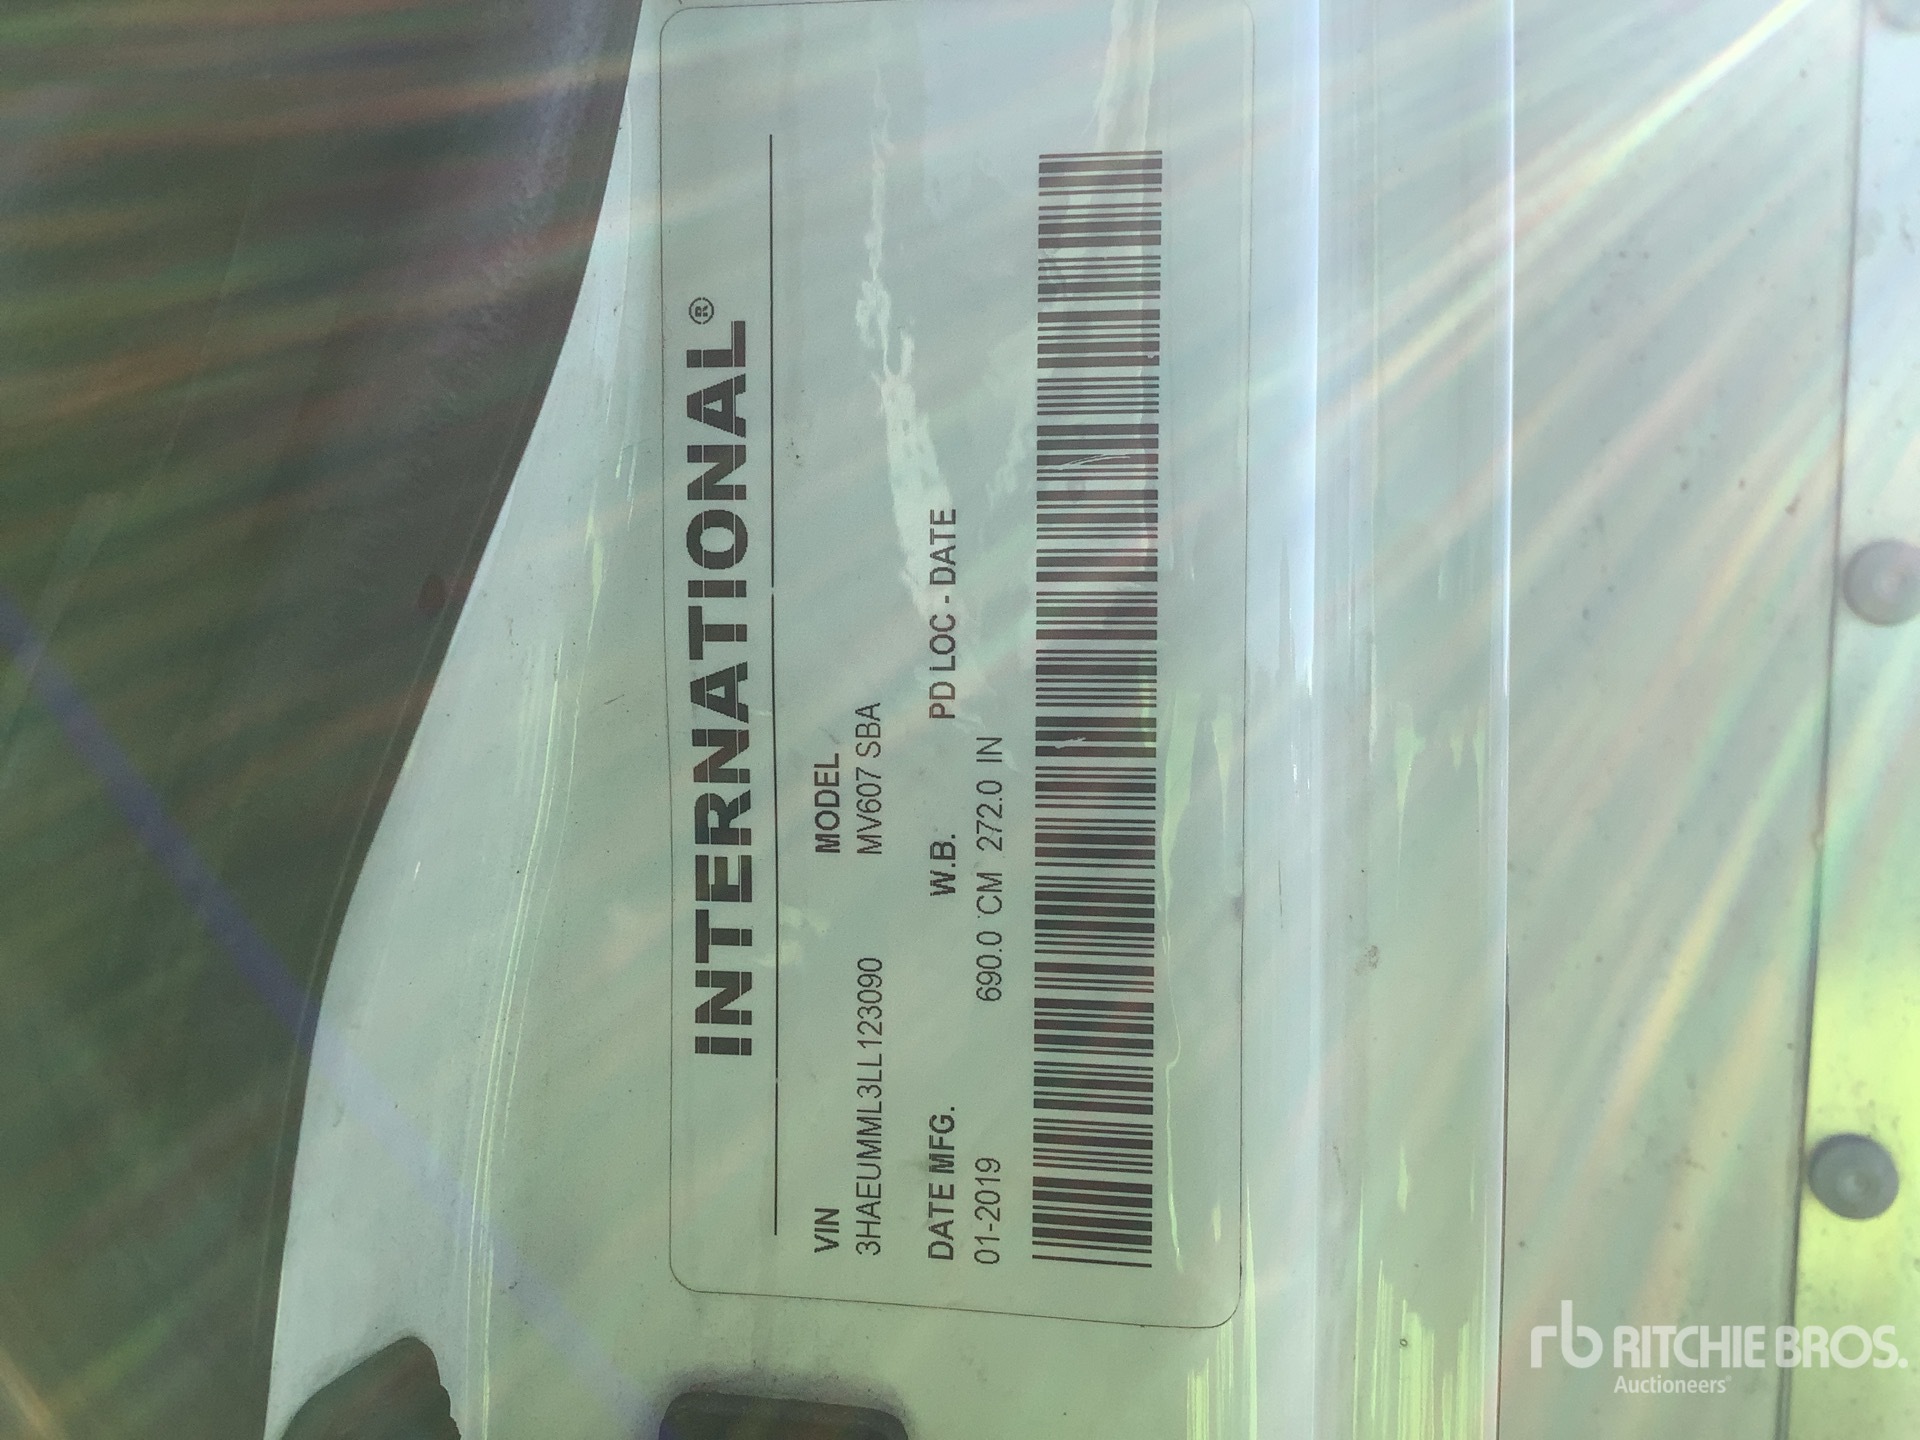 INTERNATIONAL®
VIN MODEL
3HAEUMML3LL123090 MV607 SBA
DATE MFG. W.B. PD LOC - DATE
01-2019 690.0 CM 272.0 IN
rb RITCHIE BROS.
Auctioneers